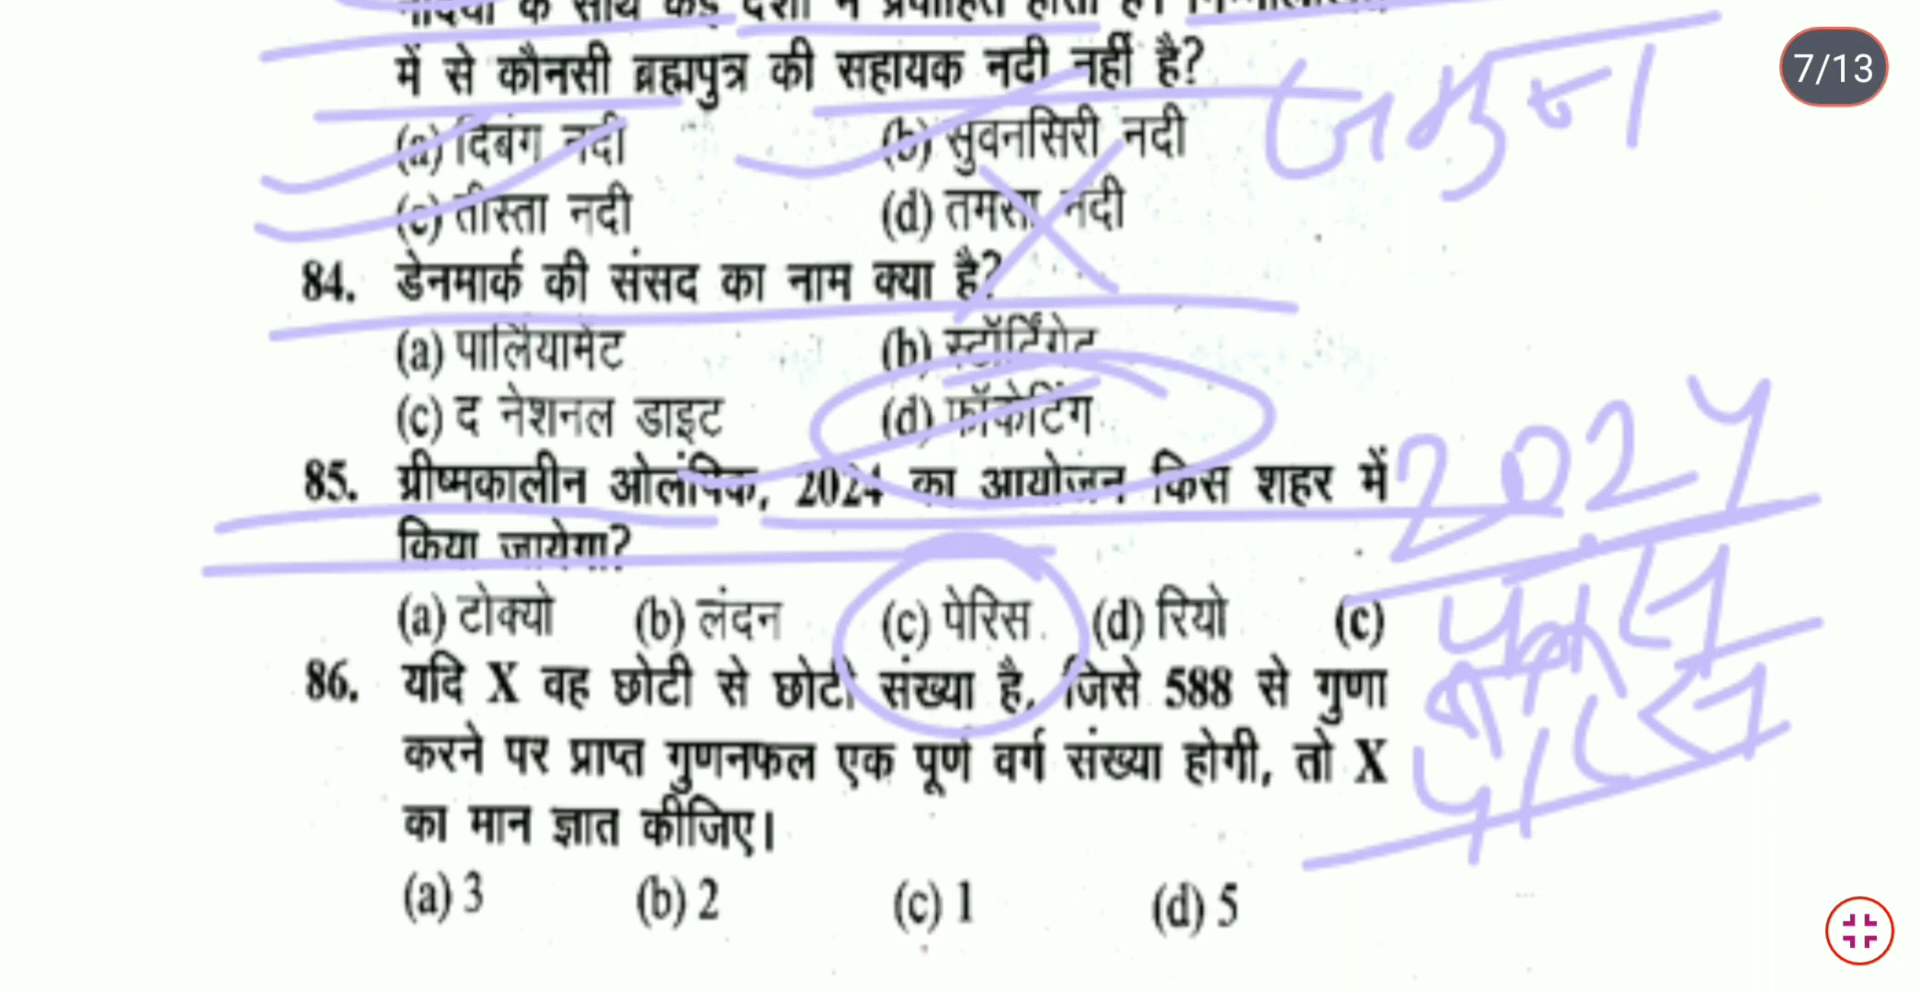 में से कौनसी ब्रह्मपुत्र की सहायक नदी नहीं है?
(a) दिबंग नदी (b) सुवनसिरी नदी
(c) तीस्ता नदी (d) तमसा नदी
84. डेनमार्क की संसद का नाम क्या है?
(a) पार्लियामेंट (b) स्टॉर्टिंगेट
(c) द नेशनल डाइट (d) फॉकेटिंग
85. ग्रीष्मकालीन ओलंपिक, 2024 का आयोजन किस शहर में
किया जायेगा?
(a) टोक्यो (b) लंदन (c) पेरिस (d) रियो (c)
86. यदि X वह छोटी से छोटी संख्या है, जिसे 588 से गुणा
करने पर प्राप्त गुणनफल एक पूर्ण वर्ग संख्या होगी, तो X
का मान ज्ञात कीजिए।
(a) 3 (b) 2 (c) 1 (d) 5
7/13
2024